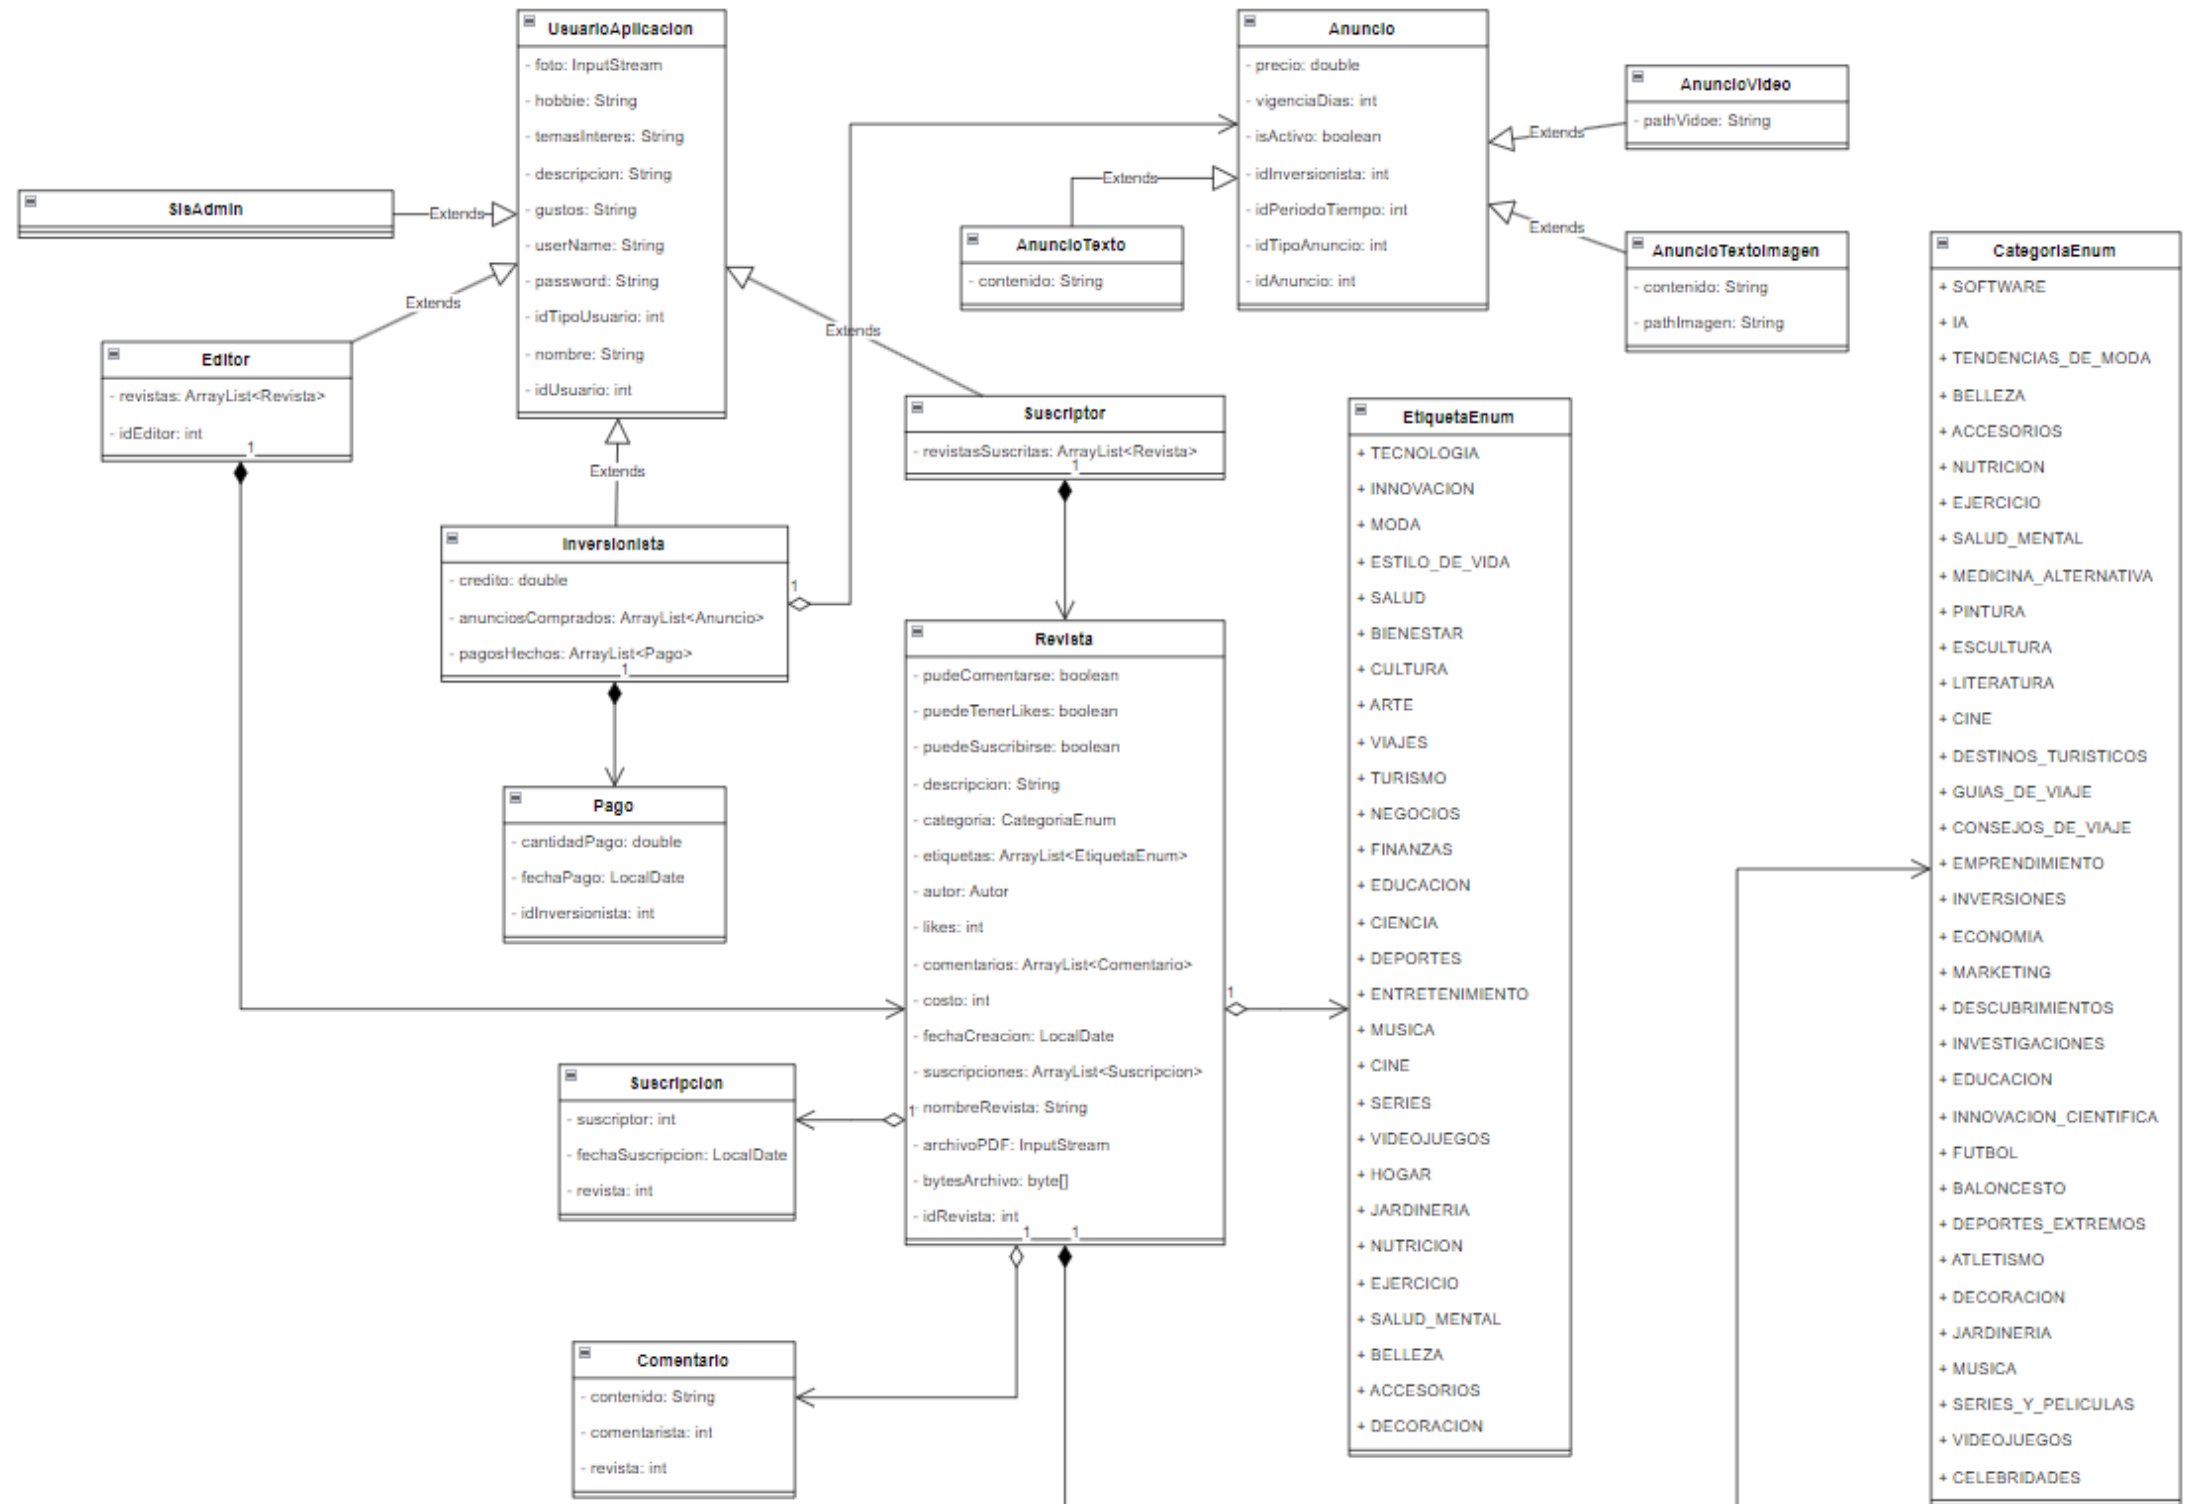 UsuarioAplicacion
- foto: InputStream
- hobbie: String
- temasInteres: String
- descripcion: String
- gustos: String
- userName: String
- password: String
- idTipoUsuario: int
- nombre: String
- idUsuario: int
Anuncio
- precio: double
- vigenciaDias: int
- isActivo: boolean
- idInversionista: int
- idPeriodoTiempo: int
- idTipoAnuncio: int
- idAnuncio: int
AnuncioVideo
- pathVidoe: String
Extends
Extends
AnuncioTexto
- contenido: String
Extends
AnuncioTextoImagen
- contenido: String
- pathImagen: String
SisAdmin
Extends
Extends
Editor
- revistas: ArrayList<Revista>
- idEditor: int
1
Extends
Extends
Suscriptor
- revistasSuscritas: ArrayList<Revista>
1
Inversionista
- credito: double
- anunciosComprados: ArrayList<Anuncio>
- pagosHechos: ArrayList<Pago>
1
1
Pago
- cantidadPago: double
- fechaPago: LocalDate
- idInversionista: int
Revista
- pudeComentarse: boolean
- puedeTenerLikes: boolean
- puedeSuscribirse: boolean
- descripcion: String
- categoria: CategoriaEnum
- etiquetas: ArrayList<EtiquetaEnum>
- autor: Autor
- likes: int
- comentarios: ArrayList<Comentario>
- costo: int
- fechaCreacion: LocalDate
- suscripciones: ArrayList<Suscripcion>
- nombreRevista: String
- archivoPDF: InputStream
- bytesArchivo: byte[]
- idRevista: int
1
1
1
1
Suscripcion
- suscriptor: int
- fechaSuscripcion: LocalDate
- revista: int
Comentario
- contenido: String
- comentarista: int
- revista: int
EtiquetaEnum
+ TECNOLOGIA
+ INNOVACION
+ MODA
+ ESTILO_DE_VIDA
+ SALUD
+ BIENESTAR
+ CULTURA
+ ARTE
+ VIAJES
+ TURISMO
+ NEGOCIOS
+ FINANZAS
+ EDUCACION
+ CIENCIA
+ DEPORTES
+ ENTRETENIMIENTO
+ MUSICA
+ CINE
+ SERIES
+ VIDEOJUEGOS
+ HOGAR
+ JARDINERIA
+ NUTRICION
+ EJERCICIO
+ SALUD_MENTAL
+ BELLEZA
+ ACCESORIOS
+ DECORACION
CategoriaEnum
+ SOFTWARE
+ IA
+ TENDENCIAS_DE_MODA
+ BELLEZA
+ ACCESORIOS
+ NUTRICION
+ EJERCICIO
+ SALUD_MENTAL
+ MEDICINA_ALTERNATIVA
+ PINTURA
+ ESCULTURA
+ LITERATURA
+ CINE
+ DESTINOS_TURISTICOS
+ GUIAS_DE_VIAJE
+ CONSEJOS_DE_VIAJE
+ EMPRENDIMIENTO
+ INVERSIONES
+ ECONOMIA
+ MARKETING
+ DESCUBRIMIENTOS
+ INVESTIGACIONES
+ EDUCACION
+ INNOVACION_CIENTIFICA
+ FUTBOL
+ BALONCESTO
+ DEPORTES_EXTREMOS
+ ATLETISMO
+ DECORACION
+ JARDINERIA
+ MUSICA
+ SERIES_Y_PELICULAS
+ VIDEOJUEGOS
+ CELEBRIDADES